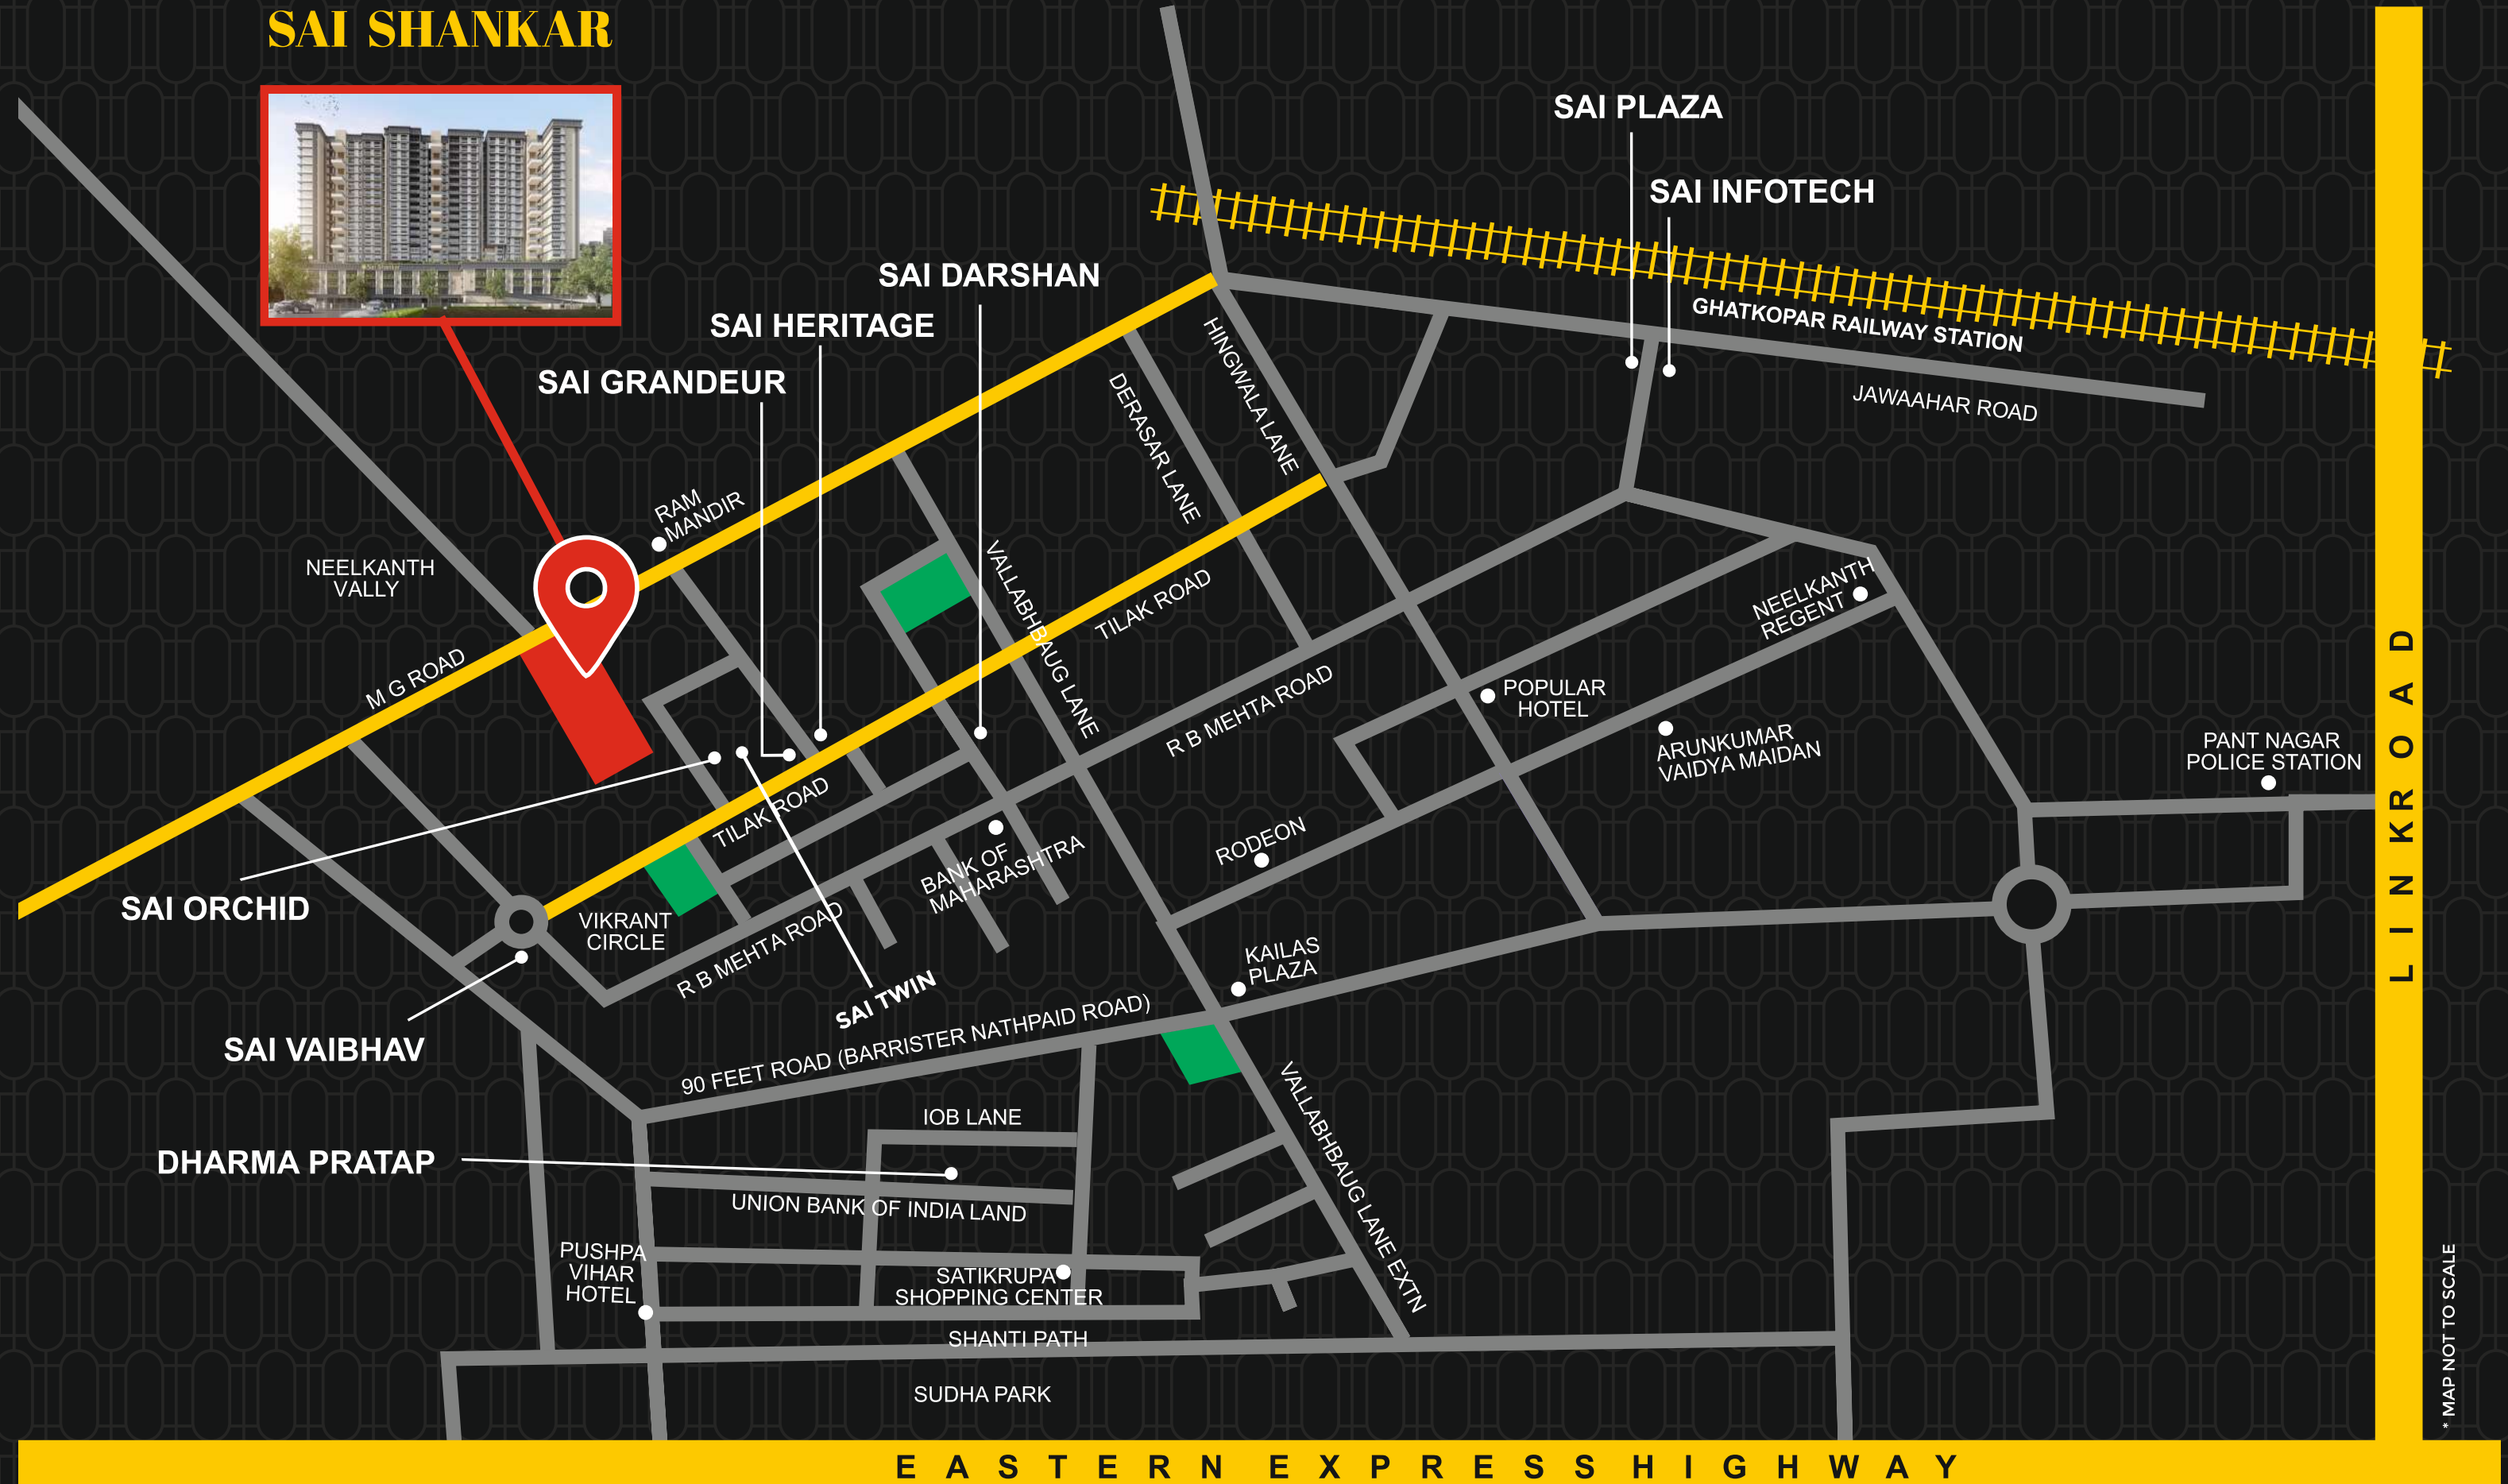 SAI SHANKAR
SAI PLAZA
SAI INFOTECH
SAI DARSHAN
SAI HERITAGE
SAI GRANDEUR
GHATKOPAR RAILWAY STATION
JAWAAHAR ROAD
HINGWALA LANE
DERASAR LANE
RAM
MANDIR
NEELKANTH
VALLY
M G ROAD
VALLABHBAUG LANE
TILAK ROAD
NEELKANTH
REGENT
R B MEHTA ROAD
POPULAR
HOTEL
ARUNKUMAR
VAIDYA MAIDAN
PANT NAGAR
POLICE STATION
LINK ROAD
TILAK ROAD
RODEON
BANK OF
MAHARASHTRA
SAI ORCHID
VIKRANT
CIRCLE
R B MEHTA ROAD
KAILAS
PLAZA
SAI TWIN
SAI VAIBHAV
90 FEET ROAD (BARRISTER NATHPAID ROAD)
IOB LANE
DHARMA PRATAP
UNION BANK OF INDIA LAND
VALLABHBAUG LANE EXTN
PUSHPA
VIHAR
HOTEL
SATIKRUPA
SHOPPING CENTER
SHANTI PATH
SUDHA PARK
* MAP NOT TO SCALE
EASTERN EXPRESS HIGHWAY